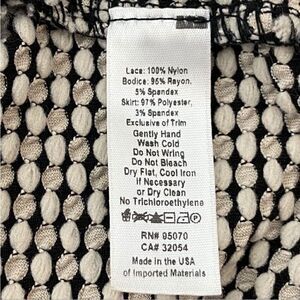 Lace: 100% Nylon
Bodice: 95% Rayon,
5% Spandex
Skirt: 97% Polyester,
3% Spandex
Exclusive of Trim
Gently Hand
Wash Cold
Do Not Wring
Do Not Bleach
Dry Flat, Cool Iron
If Necessary
or Dry Clean
No Trichloroethylene
RN# 95070
CA# 32054
Made in the USA
of Imported Materials